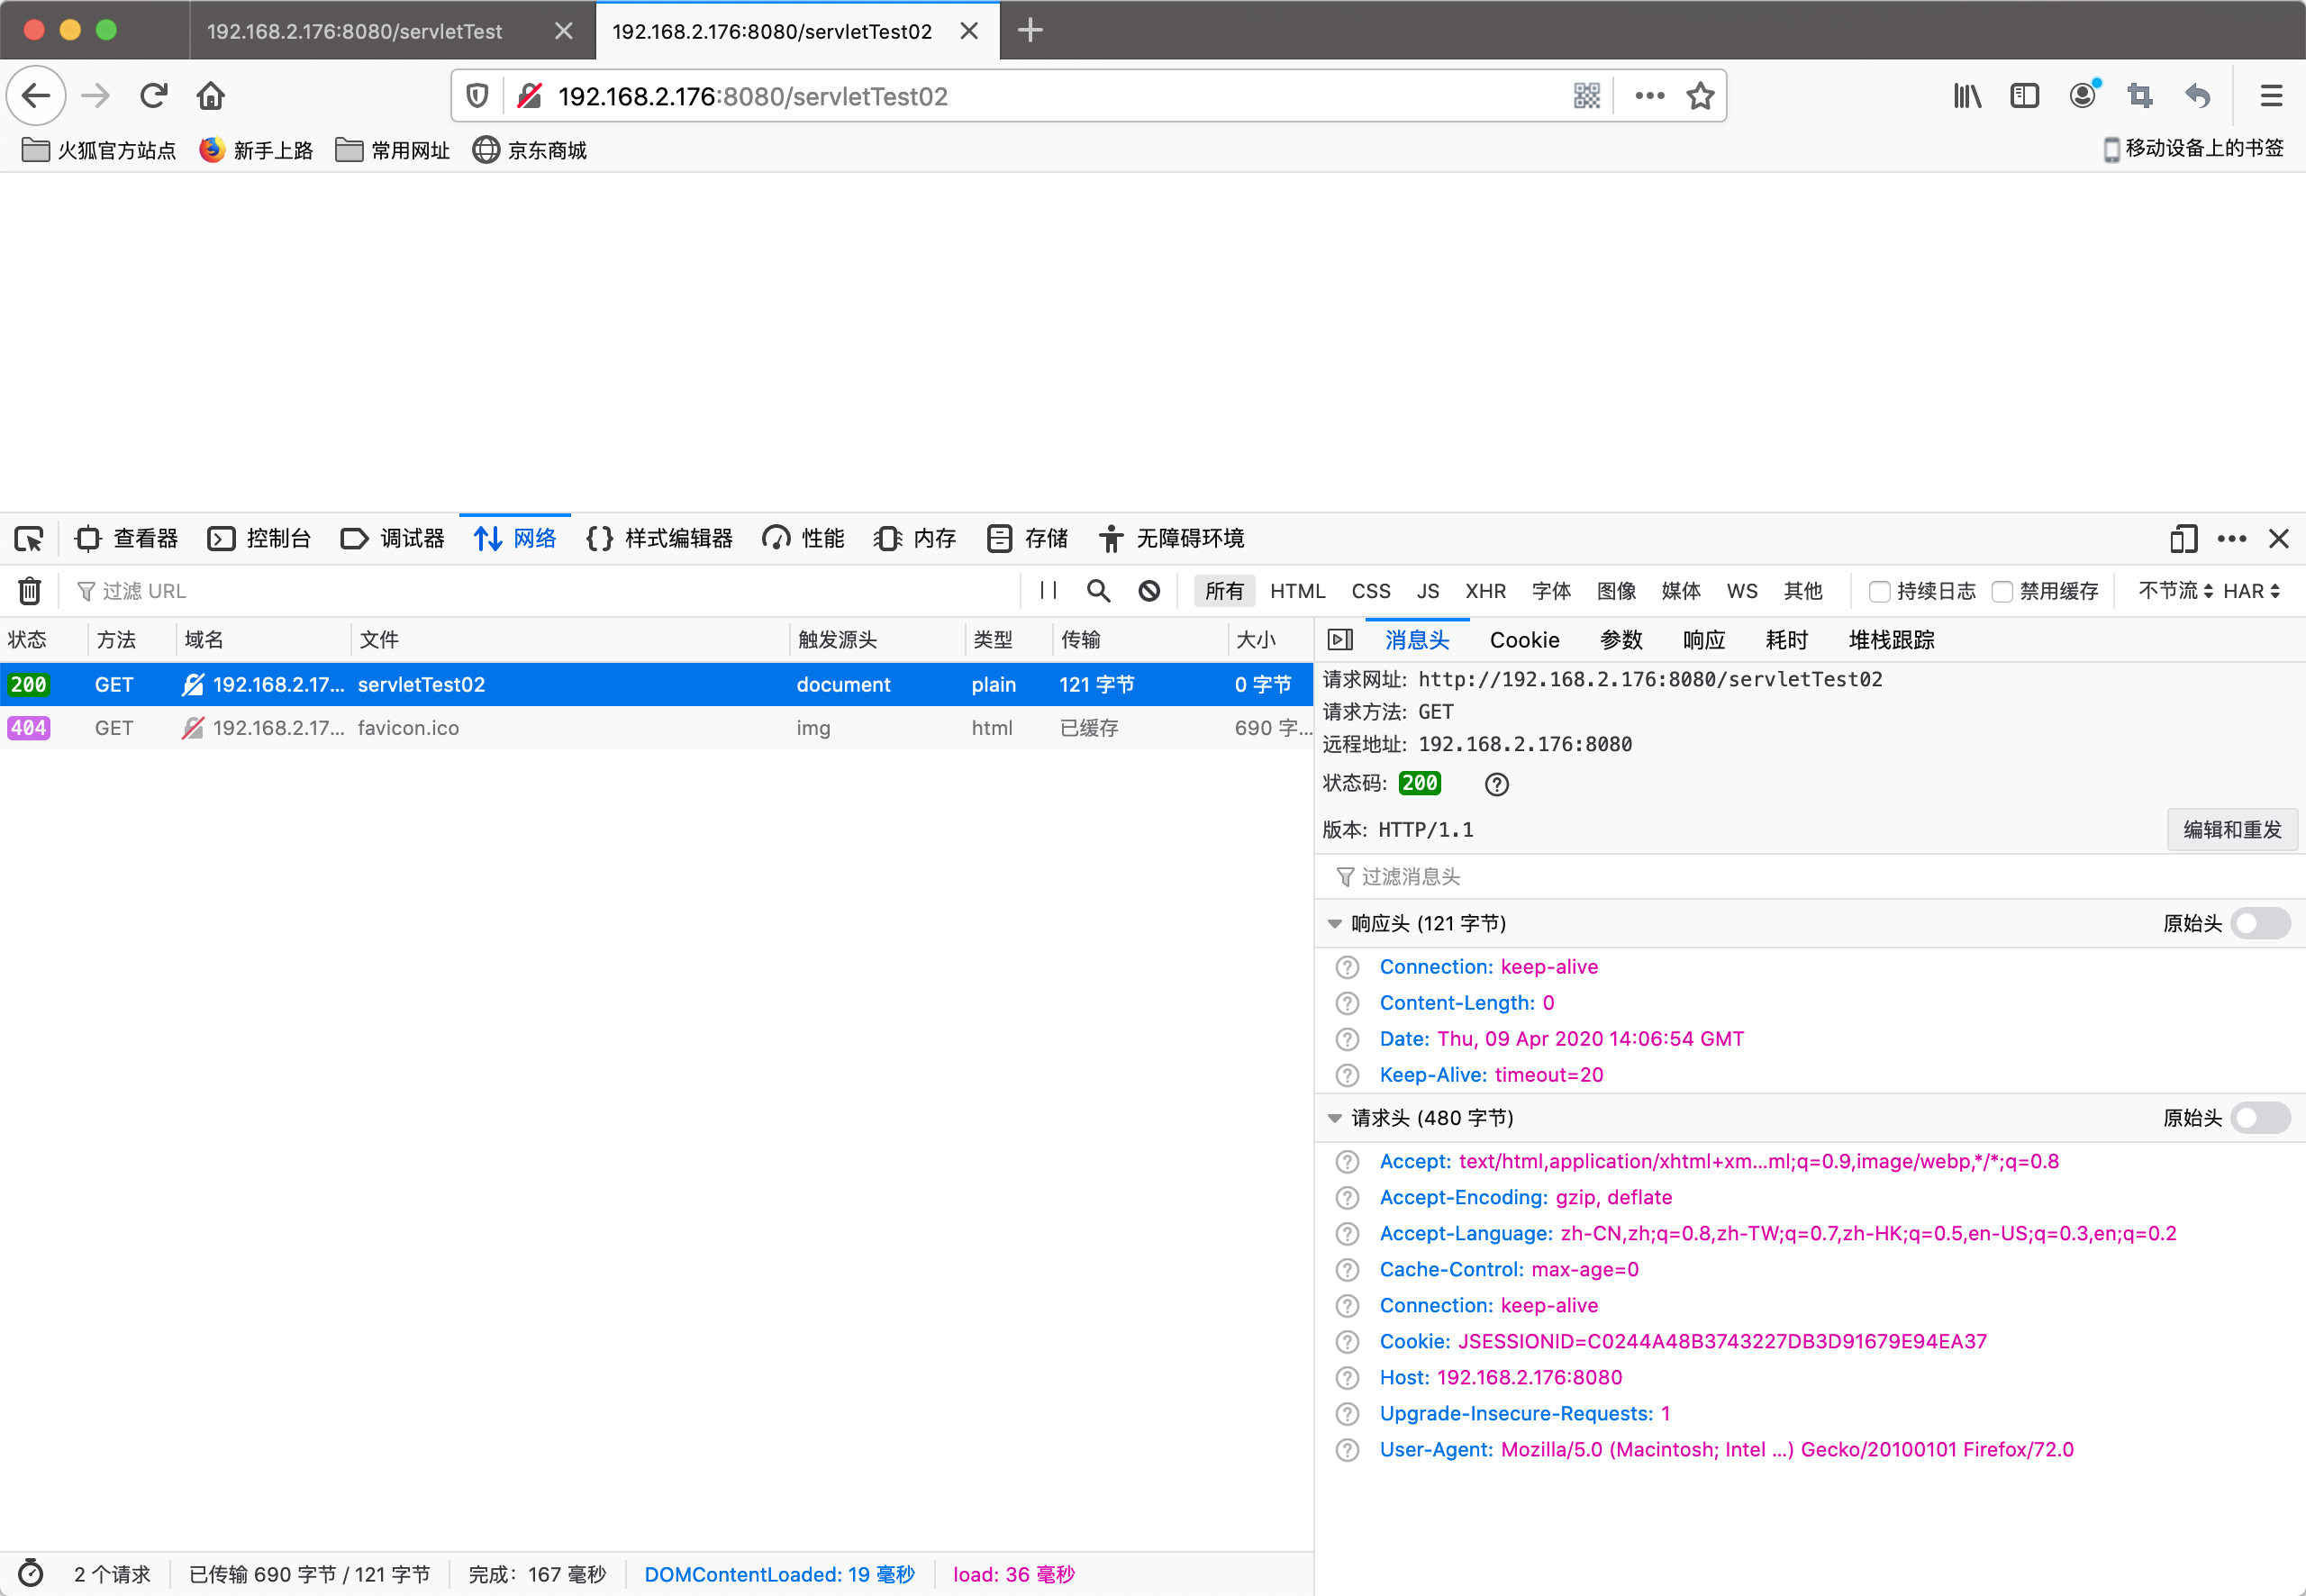 192.168.2.176:8080/servletTest
192.168.2.176:8080/servletTest02
192.168.2.176:8080/servletTest02
火狐官方站点 新手上路 常用网址 京东商城 移动设备上的书签
查看器 控制台 调试器 网络 样式编辑器 性能 内存 存储 无障碍环境
过滤 URL 所有 HTML CSS JS XHR 字体 图像 媒体 WS 其他 持续日志 禁用缓存 不节流 HAR
状态 方法 域名 文件 触发源头 类型 传输 大小
200 GET 192.168.2.17... servletTest02 document plain 121 字节 0 字节
404 GET 192.168.2.17... favicon.ico img html 已缓存 690 字...
消息头 Cookie 参数 响应 耗时 堆栈跟踪
请求网址: http://192.168.2.176:8080/servletTest02
请求方法: GET
远程地址: 192.168.2.176:8080
状态码: 200
版本: HTTP/1.1 编辑和重发
过滤消息头
响应头 (121 字节) 原始头
Connection: keep-alive
Content-Length: 0
Date: Thu, 09 Apr 2020 14:06:54 GMT
Keep-Alive: timeout=20
请求头 (480 字节) 原始头
Accept: text/html,application/xhtml+xm...ml;q=0.9,image/webp,*/*;q=0.8
Accept-Encoding: gzip, deflate
Accept-Language: zh-CN,zh;q=0.8,zh-TW;q=0.7,zh-HK;q=0.5,en-US;q=0.3,en;q=0.2
Cache-Control: max-age=0
Connection: keep-alive
Cookie: JSESSIONID=C0244A48B3743227DB3D91679E94EA37
Host: 192.168.2.176:8080
Upgrade-Insecure-Requests: 1
User-Agent: Mozilla/5.0 (Macintosh; Intel ...) Gecko/20100101 Firefox/72.0
2 个请求 已传输 690 字节 / 121 字节 完成: 167 毫秒 DOMContentLoaded: 19 毫秒 load: 36 毫秒